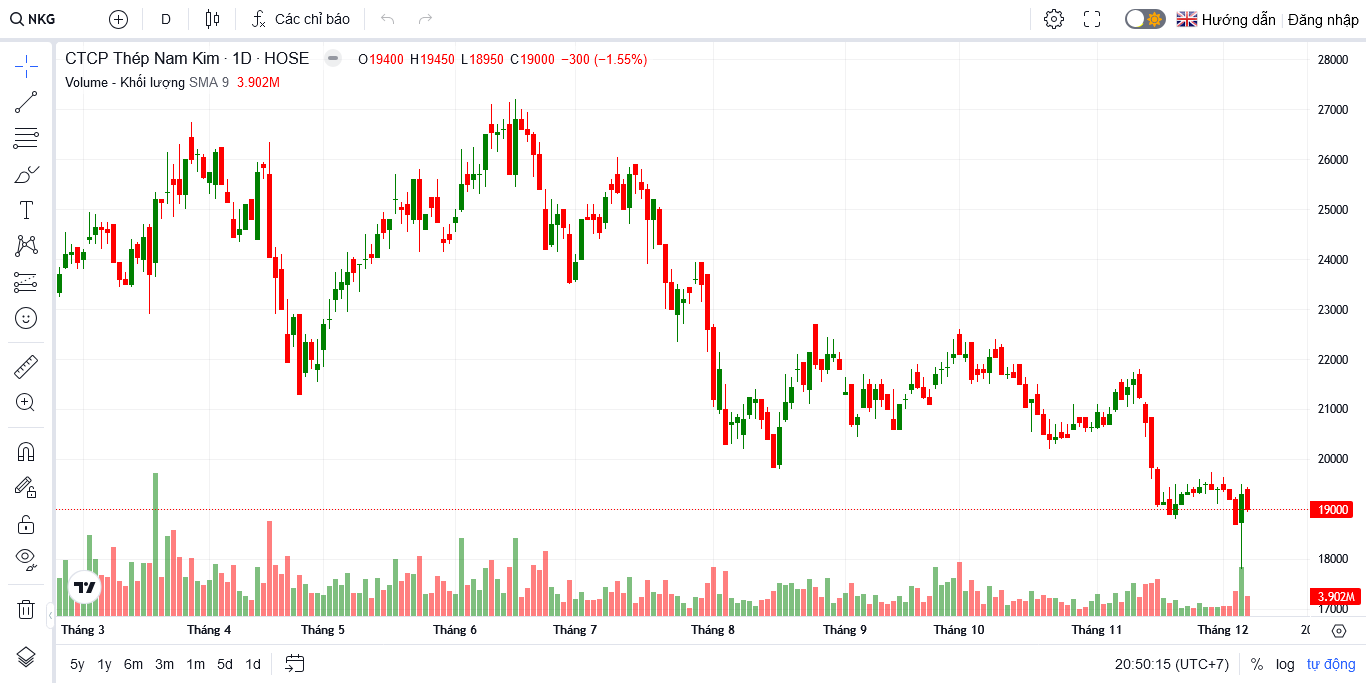 NKG D Các chỉ báo Hướng dẫn Đăng nhập
CTCP Thép Nam Kim · 1D · HOSE O19400 H19450 L18950 C19000 −300 (−1.55%)
Volume - Khối lượng SMA 9 3.902M
28000
27000
26000
25000
24000
23000
22000
21000
20000
19000
18000
3.902M
17000
Tháng 3 Tháng 4 Tháng 5 Tháng 6 Tháng 7 Tháng 8 Tháng 9 Tháng 10 Tháng 11 Tháng 12
5y 1y 6m 3m 1m 5d 1d 20:50:15 (UTC+7) % log tự động